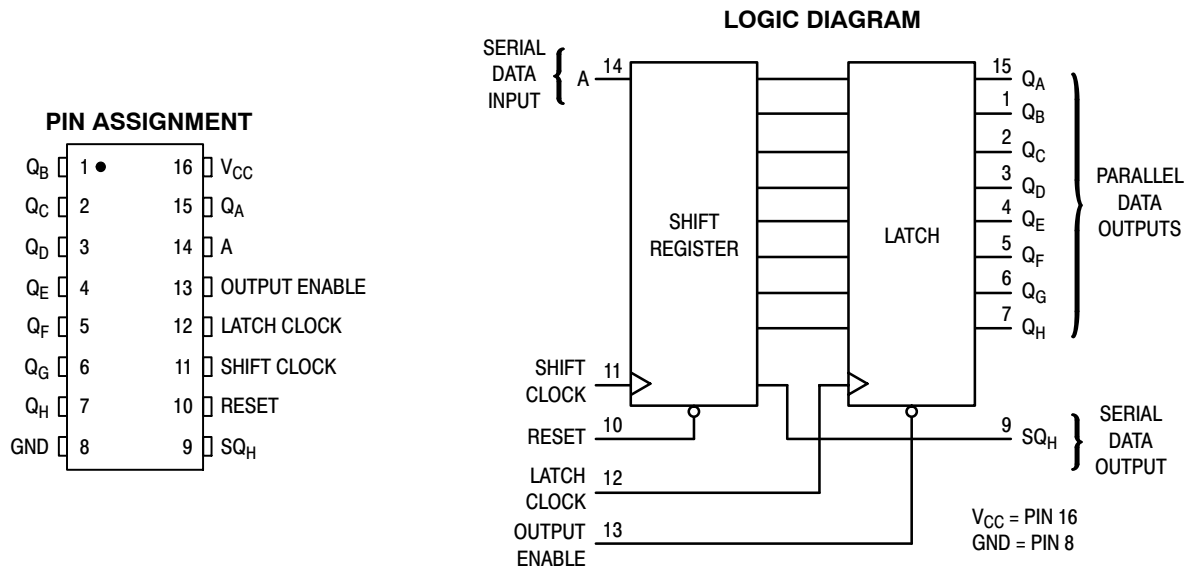 PIN ASSIGNMENT
QB 1 16 VCC
QC 2 15 QA
QD 3 14 A
QE 4 13 OUTPUT ENABLE
QF 5 12 LATCH CLOCK
QG 6 11 SHIFT CLOCK
QH 7 10 RESET
GND 8 9 SQH
LOGIC DIAGRAM
SERIAL
DATA
INPUT
A 14
SHIFT
REGISTER
LATCH
15 QA
1 QB
2 QC
3 QD
4 QE
5 QF
6 QG
7 QH
PARALLEL
DATA
OUTPUTS
SHIFT
CLOCK
11
RESET 10
LATCH
CLOCK
12
OUTPUT
ENABLE
13
9 SQH
SERIAL
DATA
OUTPUT
VCC = PIN 16
GND = PIN 8